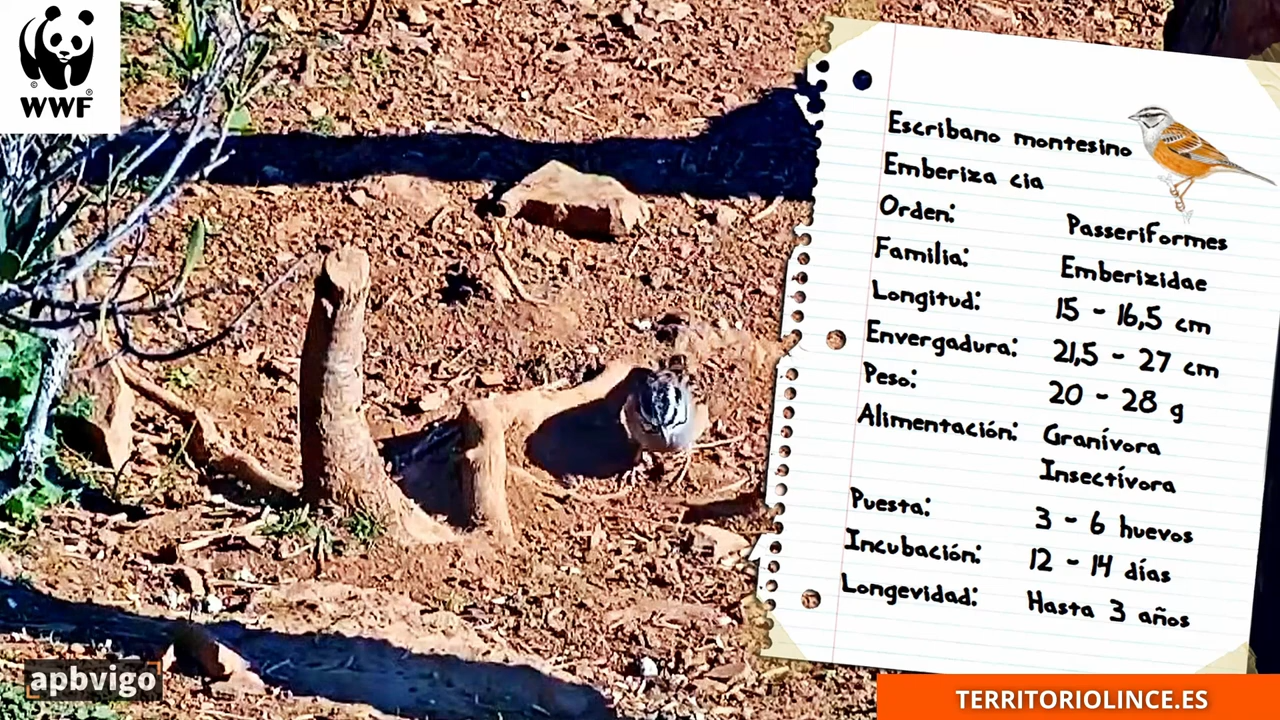 WWF
Escribano montesino
Emberiza cia
Orden: Passeriformes
Familia: Emberizidae
Longitud: 15 - 16,5 cm
Envergadura: 21,5 - 27 cm
Peso: 20 - 28 g
Alimentación: Granívora
Insectívora
Puesta: 3 - 6 huevos
Incubación: 12 - 14 días
Longevidad: Hasta 3 años
apbvigo
TERRITORIOLINCE.ES